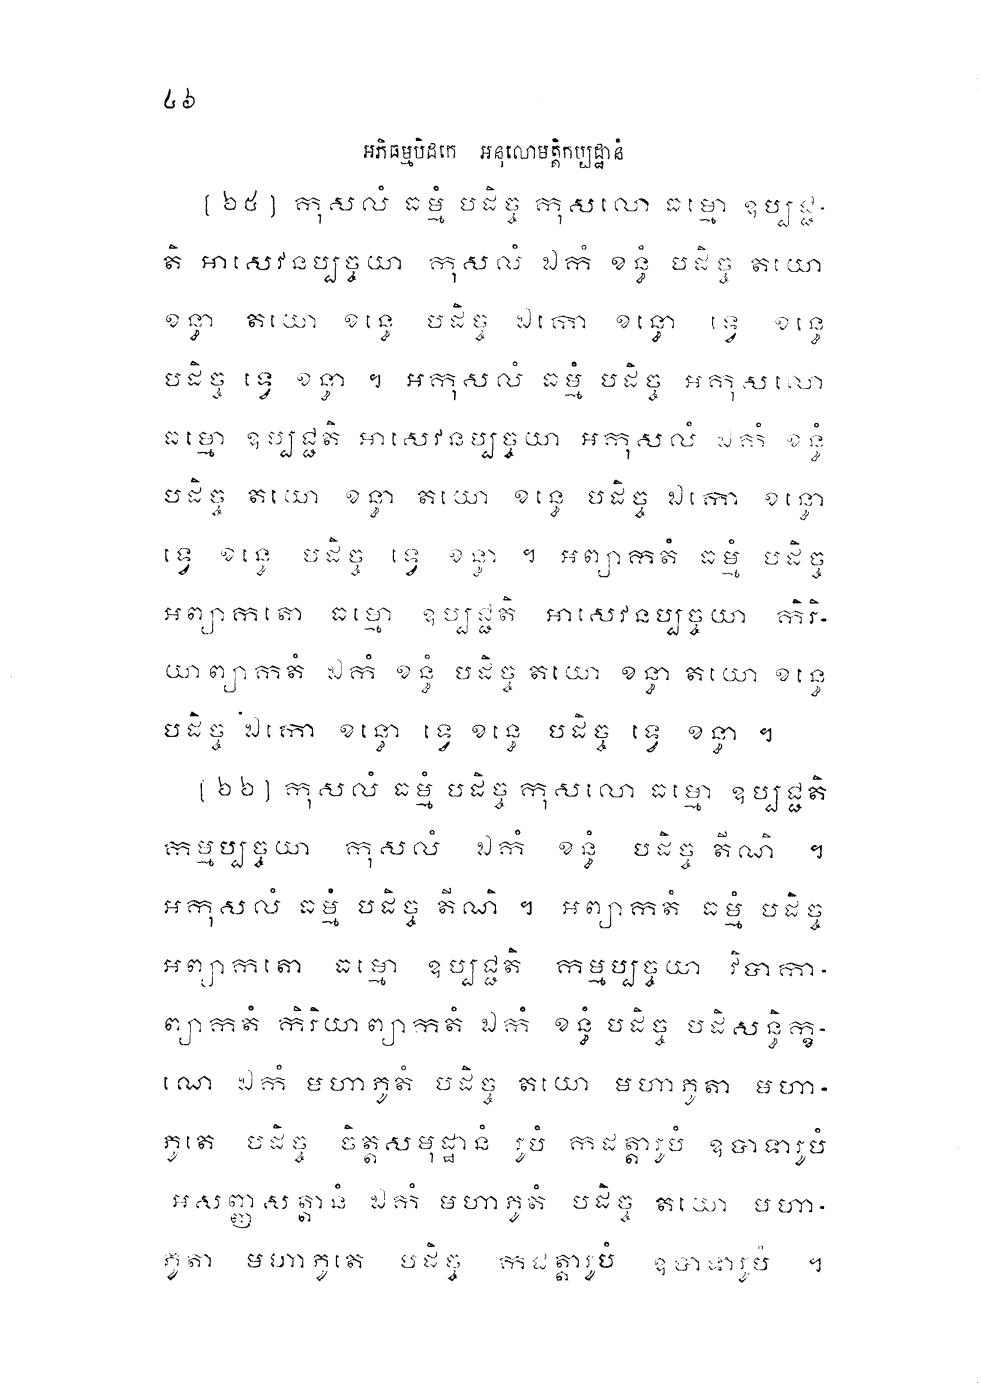 ៤៦
អភិធម្មបិដកេ អនុលោមត្តិកប្បដ្ឋានំ
[៦៥] កុសលំ ធម្មំ បដិច្ច កុសលោ ធម្មោ ឧប្បជ្ជ-
តិ អាសេវនប្បច្ចយា កុសលំ ឯកំ ខន្ធំ បដិច្ច តយោ
ខន្ធា តយោ ខន្ធេ បដិច្ច ឯកោ ខន្ធោ ទ្វេ ខន្ធេ
បដិច្ច ទ្វេ ខន្ធា ។ អកុសលំ ធម្មំ បដិច្ច អកុសលោ
ធម្មោ ឧប្បជ្ជតិ អាសេវនប្បច្ចយា អកុសលំ ឯកំ ខន្ធំ
បដិច្ច តយោ ខន្ធា តយោ ខន្ធេ បដិច្ច ឯកោ ខន្ធោ
ទ្វេ ខន្ធេ បដិច្ច ទ្វេ ខន្ធា ។ អព្យាកតំ ធម្មំ បដិច្ច
អព្យាកតោ ធម្មោ ឧប្បជ្ជតិ អាសេវនប្បច្ចយា កិរិ-
យាព្យាកតំ ឯកំ ខន្ធំ បដិច្ច តយោ ខន្ធា តយោ ខន្ធេ
បដិច្ច ឯកោ ខន្ធោ ទ្វេ ខន្ធេ បដិច្ច ទ្វេ ខន្ធា ។
[៦៦] កុសលំ ធម្មំ បដិច្ច កុសលោ ធម្មោ ឧប្បជ្ជតិ
កម្មប្បច្ចយា កុសលំ ឯកំ ខន្ធំ បដិច្ច តីណិ ។
អកុសលំ ធម្មំ បដិច្ច តីណិ ។ អព្យាកតំ ធម្មំ បដិច្ច
អព្យាកតោ ធម្មោ ឧប្បជ្ជតិ កម្មប្បច្ចយា វិបាកា-
ព្យាកតំ កិរិយាព្យាកតំ ឯកំ ខន្ធំ បដិច្ច បដិសន្ធិក្ខ-
ណេ ឯកំ មហាភូតំ បដិច្ច តយោ មហាភូតា មហា-
ភូតេ បដិច្ច ចិត្តសមុដ្ឋានំ រូបំ កដត្តារូបំ ឧបាទារូបំ
អសញ្ញសត្តានំ ឯកំ មហាភូតំ បដិច្ច តយោ មហា-
ភូតា មហាភូតេ បដិច្ច កដត្តារូបំ ឧបាទារូបំ ។